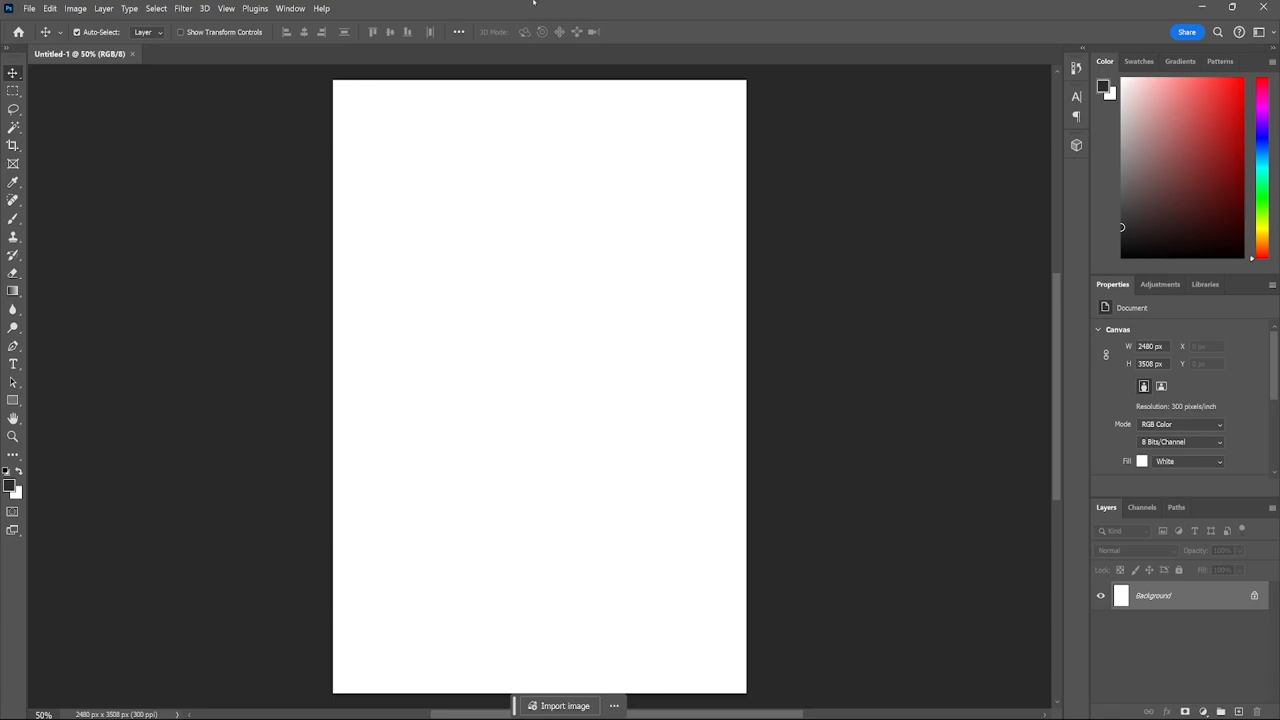 Ps File Edit Image Layer Type Select Filter 3D View Plugins Window Help
Auto-Select: Layer Show Transform Controls 3D Mode: Share
Untitled-1 @ 50% (RGB/8) ×
Color Swatches Gradients Patterns
Properties Adjustments Libraries
Document
Canvas
W 2480 px X 0 px
H 3508 px Y 0 px
Resolution: 300 pixels/inch
Mode RGB Color
8 Bits/Channel
Fill White
Layers Channels Paths
Kind
Normal Opacity: 100%
Lock: Fill: 100%
Background
Import image
50% 2480 px x 3508 px (300 ppi)